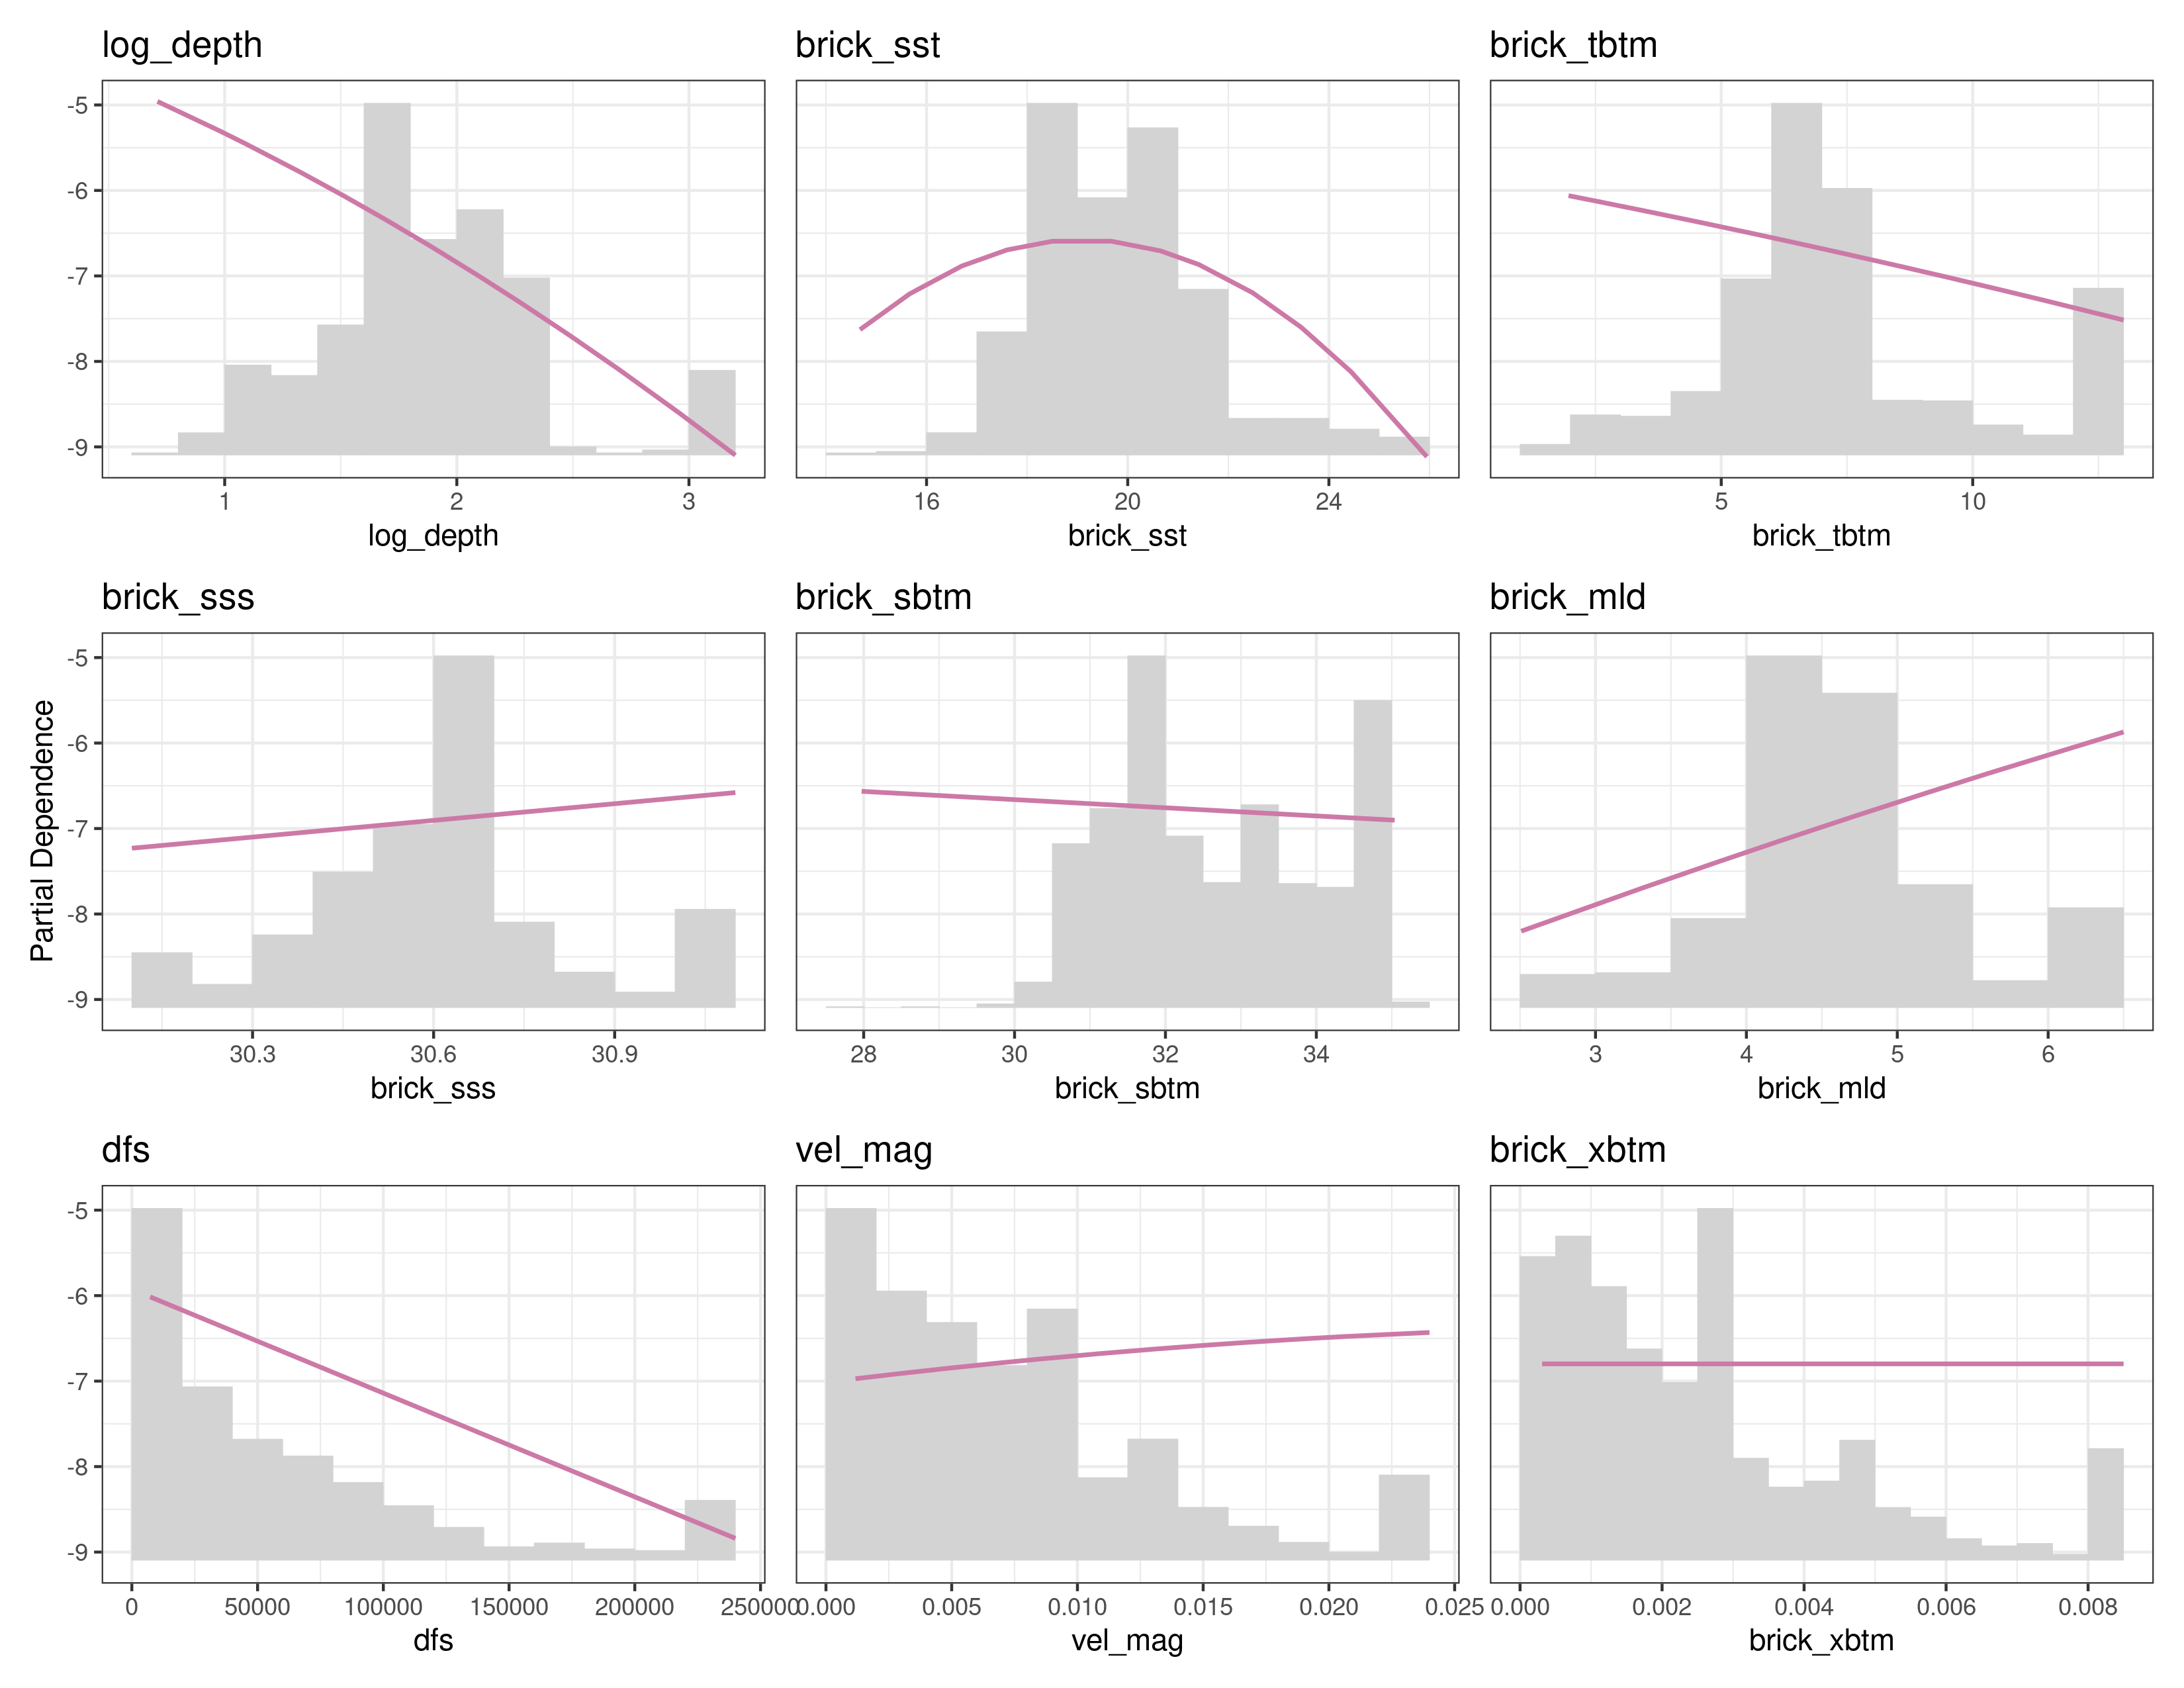 log_depth
brick_sst
brick_tbtm
-5
-6
-7
-8
-9
1 2 3
16 20 24
5 10
log_depth
brick_sst
brick_tbtm
brick_sss
brick_sbtm
brick_mld
Partial Dependence
-5
-6
-7
-8
-9
30.3 30.6 30.9
28 30 32 34
3 4 5 6
brick_sss
brick_sbtm
brick_mld
dfs
vel_mag
brick_xbtm
-5
-6
-7
-8
-9
0 50000 100000 150000 200000 250000
0.000 0.005 0.010 0.015 0.020 0.025
0.000 0.002 0.004 0.006 0.008
dfs
vel_mag
brick_xbtm